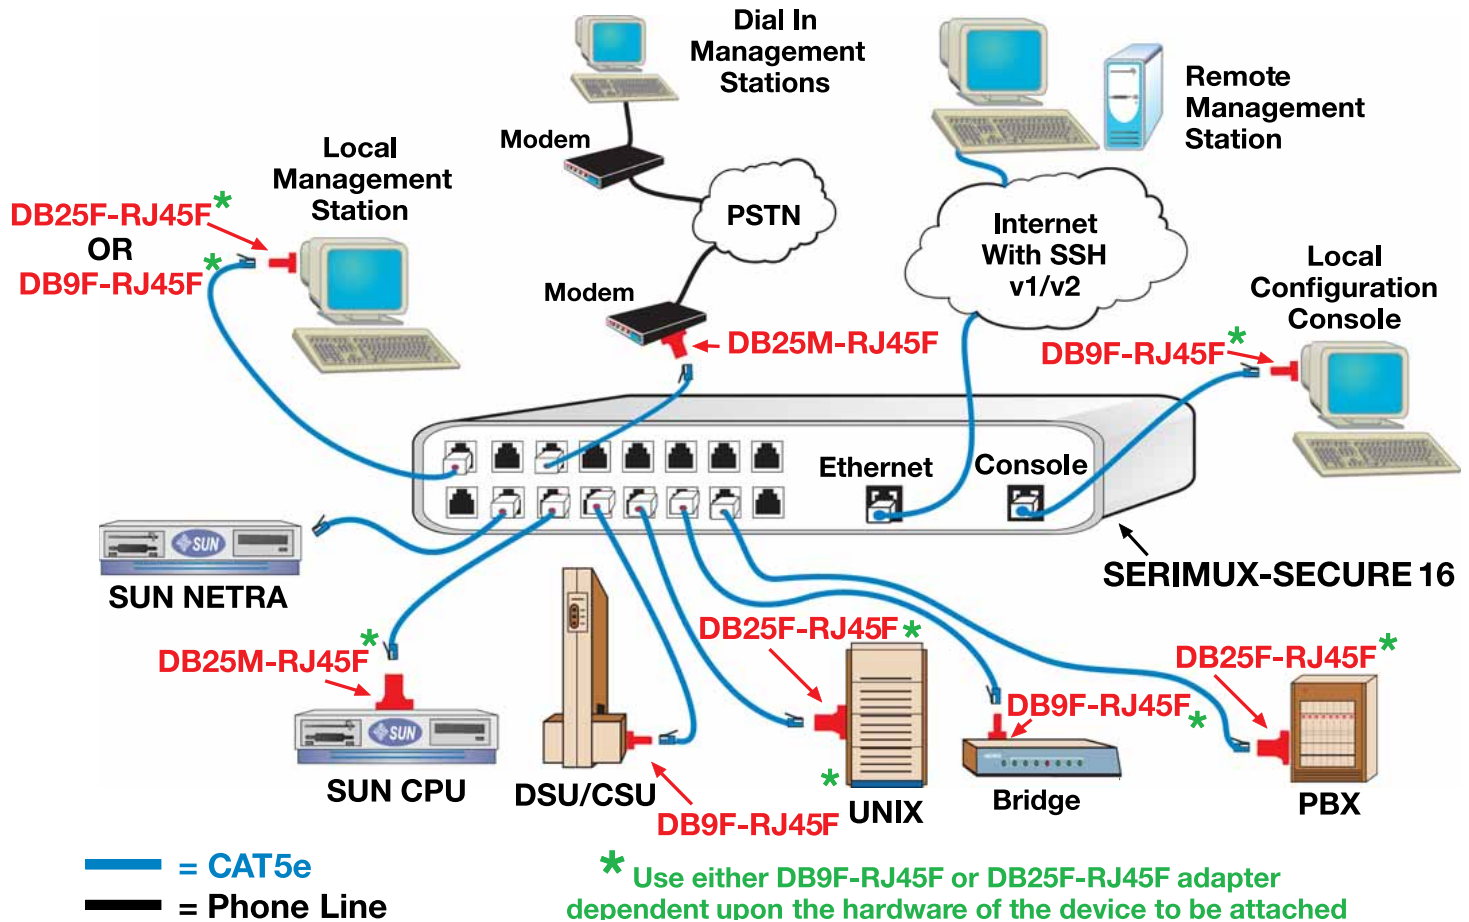 Dial In
Management
Stations
Remote
Management
Station
Modem
Local
Management
Station
DB25F-RJ45F*
OR
DB9F-RJ45F*
PSTN
Internet
With SSH
v1/v2
Modem
DB25M-RJ45F
Local
Configuration
Console
DB9F-RJ45F*
Ethernet
Console
SUN
SUN NETRA
SERIMUX-SECURE 16
DB25M-RJ45F*
SUN
SUN CPU
DSU/CSU
DB9F-RJ45F
DB25F-RJ45F*
*
UNIX
DB9F-RJ45F*
Bridge
DB25F-RJ45F*
PBX
= CAT5e
= Phone Line
* Use either DB9F-RJ45F or DB25F-RJ45F adapter
dependent upon the hardware of the device to be attached